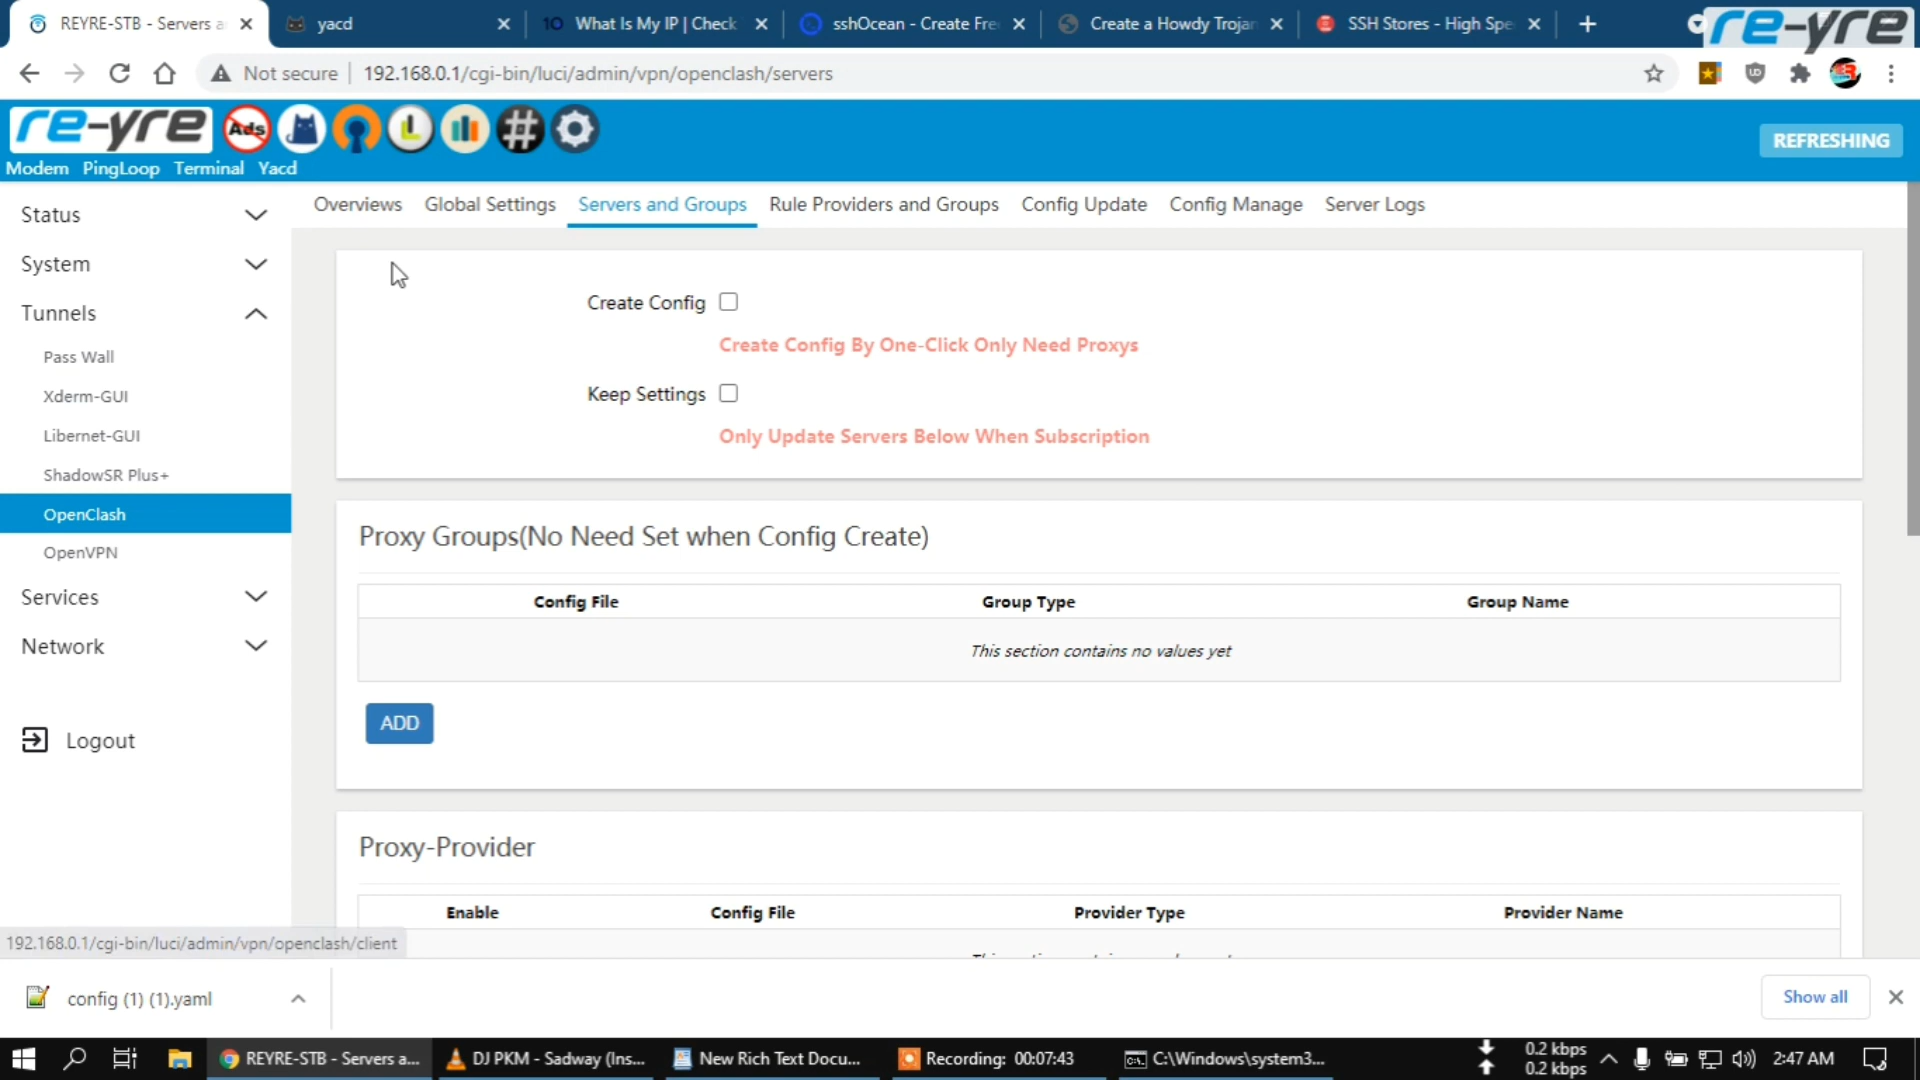 REYRE-STB - Servers a
yacd
What Is My IP | Check
sshOcean - Create Fre
Create a Howdy Trojan
SSH Stores - High Spe
re-yre
Not secure
192.168.0.1/cgi-bin/luci/admin/vpn/openclash/servers
re-yre
Ads
REFRESHING
Modem PingLoop Terminal Yacd
Status
System
Tunnels
Pass Wall
Xderm-GUI
Libernet-GUI
ShadowSR Plus+
OpenClash
OpenVPN
Services
Network
Logout
Overviews Global Settings Servers and Groups Rule Providers and Groups Config Update Config Manage Server Logs
Create Config
Create Config By One-Click Only Need Proxys
Keep Settings
Only Update Servers Below When Subscription
Proxy Groups(No Need Set when Config Create)
Config File Group Type Group Name
This section contains no values yet
ADD
Proxy-Provider
Enable Config File Provider Type Provider Name
192.168.0.1/cgi-bin/luci/admin/vpn/openclash/client
config (1) (1).yaml
Show all
REYRE-STB - Servers a...
DJ PKM - Sadway (Ins...
New Rich Text Docu...
Recording: 00:07:43
C:\Windows\system3...
0.2 kbps
0.2 kbps
2:47 AM